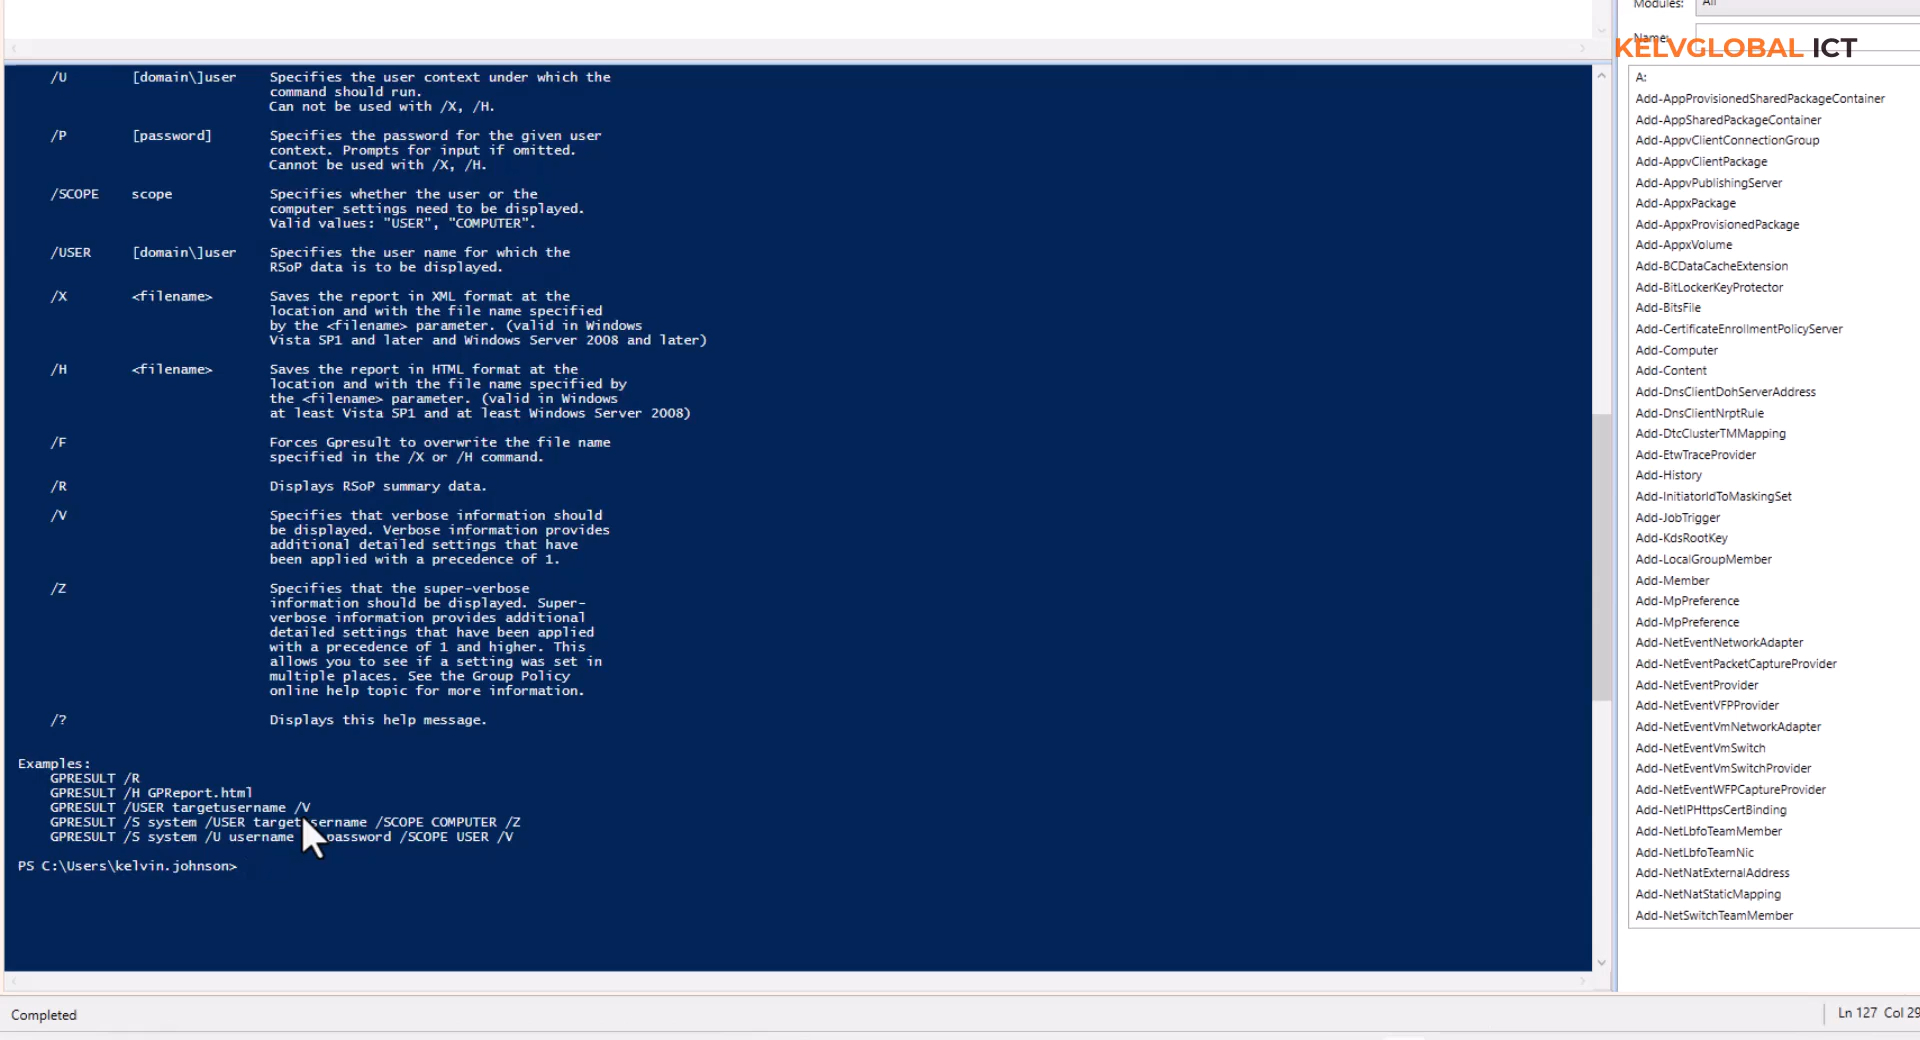 Modules: All
Name:
KELVGLOBAL ICT
/U [domain\]user Specifies the user context under which the
command should run.
Can not be used with /X, /H.
/P [password] Specifies the password for the given user
context. Prompts for input if omitted.
Cannot be used with /X, /H.
/SCOPE scope Specifies whether the user or the
computer settings need to be displayed.
Valid values: "USER", "COMPUTER".
/USER [domain\]user Specifies the user name for which the
RSoP data is to be displayed.
/X <filename> Saves the report in XML format at the
location and with the file name specified
by the <filename> parameter. (valid in Windows
Vista SP1 and later and Windows Server 2008 and later)
/H <filename> Saves the report in HTML format at the
location and with the file name specified by
the <filename> parameter. (valid in Windows
at least Vista SP1 and at least Windows Server 2008)
/F Forces Gpresult to overwrite the file name
specified in the /X or /H command.
/R Displays RSoP summary data.
/V Specifies that verbose information should
be displayed. Verbose information provides
additional detailed settings that have
been applied with a precedence of 1.
/Z Specifies that the super-verbose
information should be displayed. Super-
verbose information provides additional
detailed settings that have been applied
with a precedence of 1 and higher. This
allows you to see if a setting was set in
multiple places. See the Group Policy
online help topic for more information.
/? Displays this help message.
Examples:
GPRESULT /R
GPRESULT /H GPReport.html
GPRESULT /USER targetusername /V
GPRESULT /S system /USER targetusername /SCOPE COMPUTER /Z
GPRESULT /S system /U username password /SCOPE USER /V
PS C:\Users\kelvin.johnson>
A:
Add-AppProvisionedSharedPackageContainer
Add-AppSharedPackageContainer
Add-AppvClientConnectionGroup
Add-AppvClientPackage
Add-AppvPublishingServer
Add-AppxPackage
Add-AppxProvisionedPackage
Add-AppxVolume
Add-BCDataCacheExtension
Add-BitLockerKeyProtector
Add-BitsFile
Add-CertificateEnrollmentPolicyServer
Add-Computer
Add-Content
Add-DnsClientDohServerAddress
Add-DnsClientNrptRule
Add-DtcClusterTMMapping
Add-EtwTraceProvider
Add-History
Add-InitiatorIdToMaskingSet
Add-JobTrigger
Add-KdsRootKey
Add-LocalGroupMember
Add-Member
Add-MpPreference
Add-MpPreference
Add-NetEventNetworkAdapter
Add-NetEventPacketCaptureProvider
Add-NetEventProvider
Add-NetEventVFPProvider
Add-NetEventVmNetworkAdapter
Add-NetEventVmSwitch
Add-NetEventVmSwitchProvider
Add-NetEventWFPCaptureProvider
Add-NetIPHttpsCertBinding
Add-NetLbfoTeamMember
Add-NetLbfoTeamNic
Add-NetNatExternalAddress
Add-NetNatStaticMapping
Add-NetSwitchTeamMember
Completed
Ln 127 Col 29